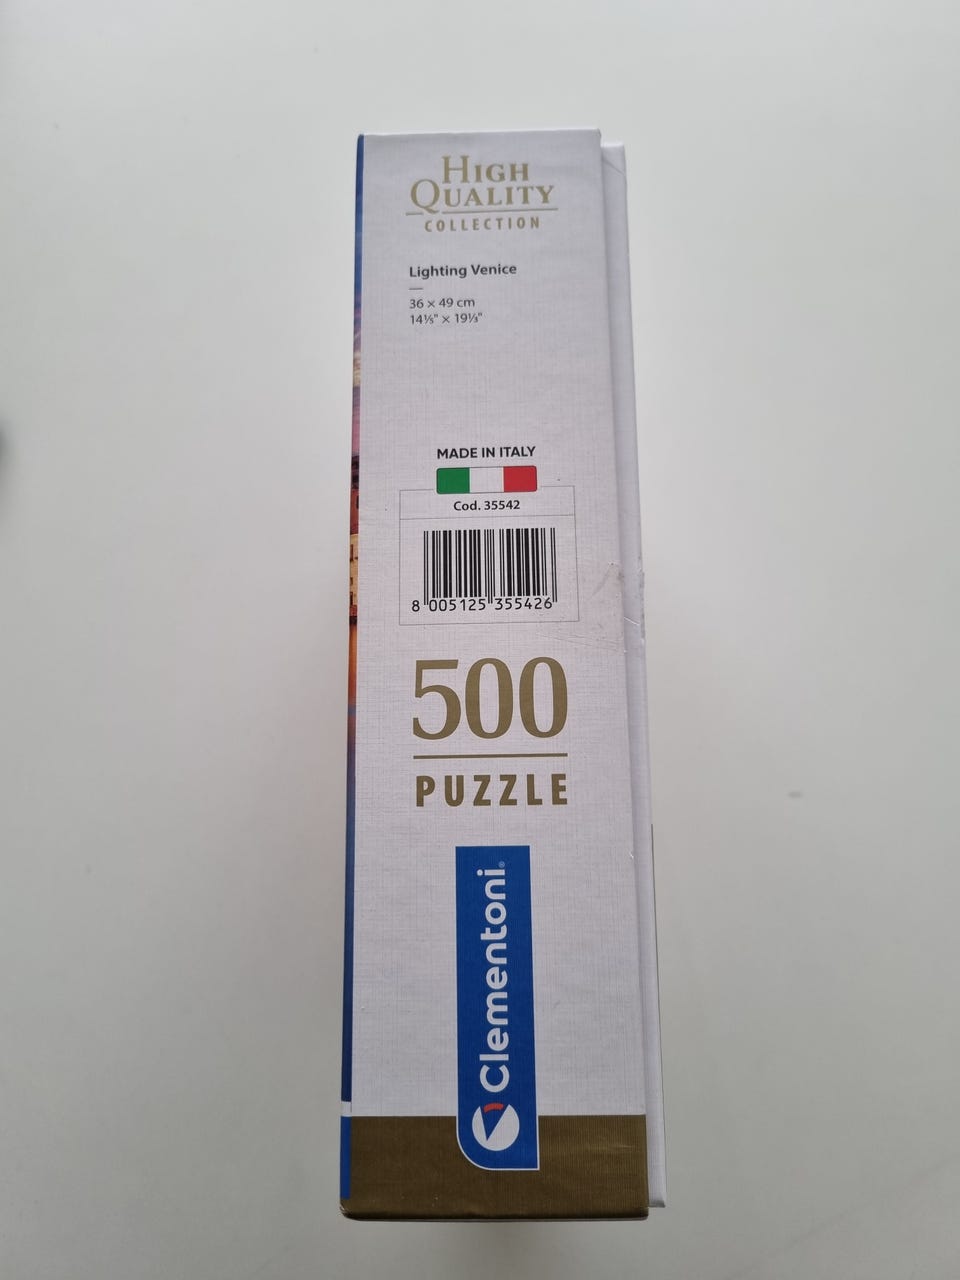 HIGH
QUALITY
COLLECTION
Lighting Venice
36 × 49 cm
14⅕" × 19⅓"
MADE IN ITALY
Cod. 35542
8 005125 355426
500
PUZZLE
Clementoni®